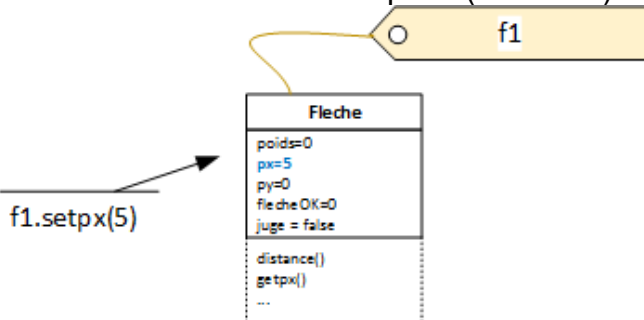 f1
Fleche
poids=0
px=5
py=0
flecheOK=0
juge = false
f1.setpx(5)
distance()
getpx()
...